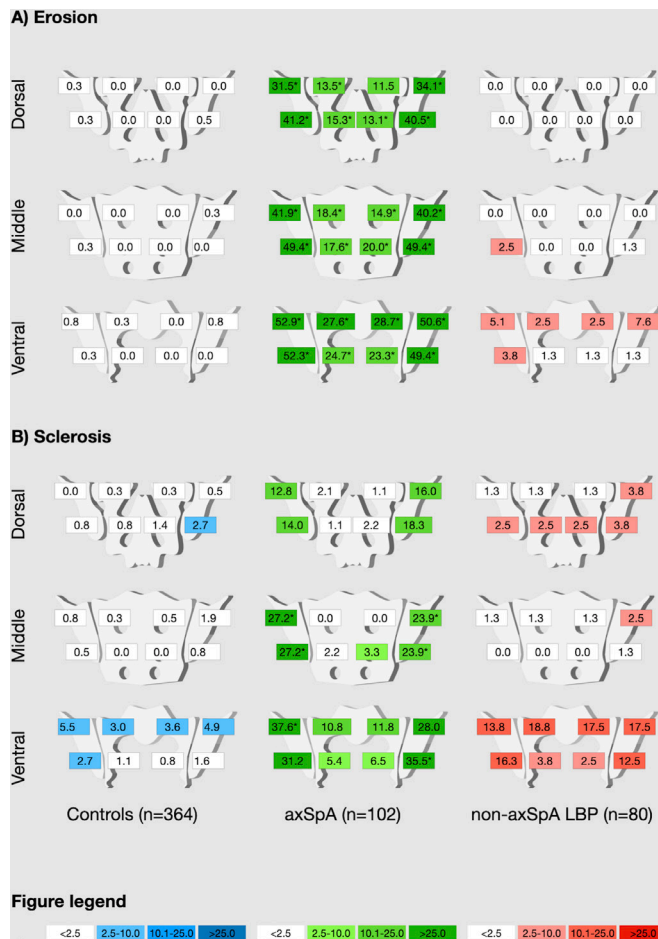 A) Erosion
Dorsal
0.3 0.0 0.0 0.0 31.5* 13.5* 11.5 34.1* 0.0 0.0 0.0 0.0
0.3 0.0 0.0 0.5 41.2* 15.3* 13.1* 40.5* 0.0 0.0 0.0 0.0
Middle
0.0 0.0 0.0 0.3 41.9* 18.4* 14.9* 40.2* 0.0 0.0 0.0 0.0
0.3 0.0 0.0 0.0 49.4* 17.6* 20.0* 49.4* 2.5 0.0 0.0 1.3
Ventral
0.8 0.3 0.0 0.8 52.9* 27.6* 28.7* 50.6* 5.1 2.5 2.5 7.6
0.3 0.0 0.0 0.0 52.3* 24.7* 23.3* 49.4* 3.8 1.3 1.3 1.3
B) Sclerosis
Dorsal
0.0 0.3 0.3 0.5 12.8 2.1 1.1 16.0 1.3 1.3 1.3 3.8
0.8 0.8 1.4 2.7 14.0 1.1 2.2 18.3 2.5 2.5 2.5 3.8
Middle
0.8 0.3 0.5 1.9 27.2* 0.0 0.0 23.9* 1.3 1.3 1.3 2.5
0.5 0.0 0.0 0.8 27.2* 2.2 3.3 23.9* 0.0 0.0 0.0 1.3
Ventral
5.5 3.0 3.6 4.9 37.6* 10.8 11.8 28.0 13.8 18.8 17.5 17.5
2.7 1.1 0.8 1.6 31.2 5.4 6.5 35.5* 16.3 3.8 2.5 12.5
Controls (n=364) axSpA (n=102) non-axSpA LBP (n=80)
Figure legend
<2.5 2.5-10.0 10.1-25.0 >25.0 <2.5 2.5-10.0 10.1-25.0 >25.0 <2.5 2.5-10.0 10.1-25.0 >25.0